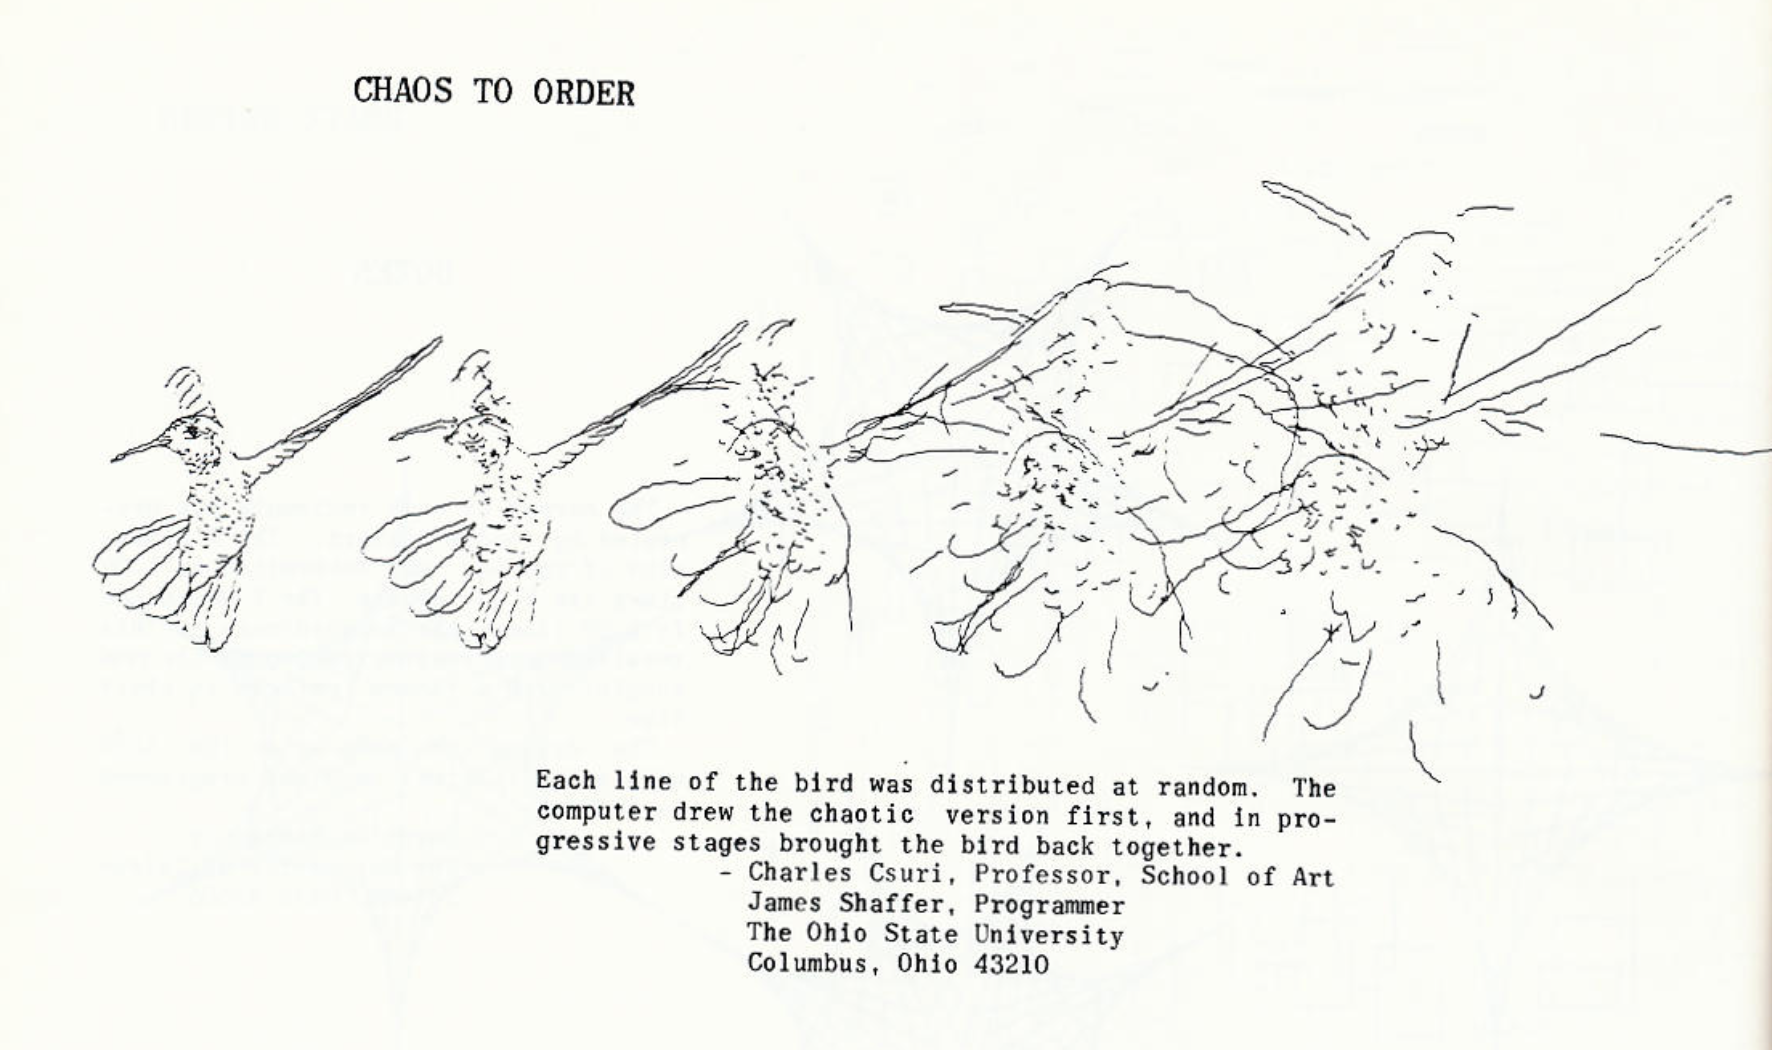 CHAOS TO ORDER
Each line of the bird was distributed at random. The
computer drew the chaotic version first, and in pro-
gressive stages brought the bird back together.
- Charles Csuri, Professor, School of Art
James Shaffer, Programmer
The Ohio State University
Columbus, Ohio 43210